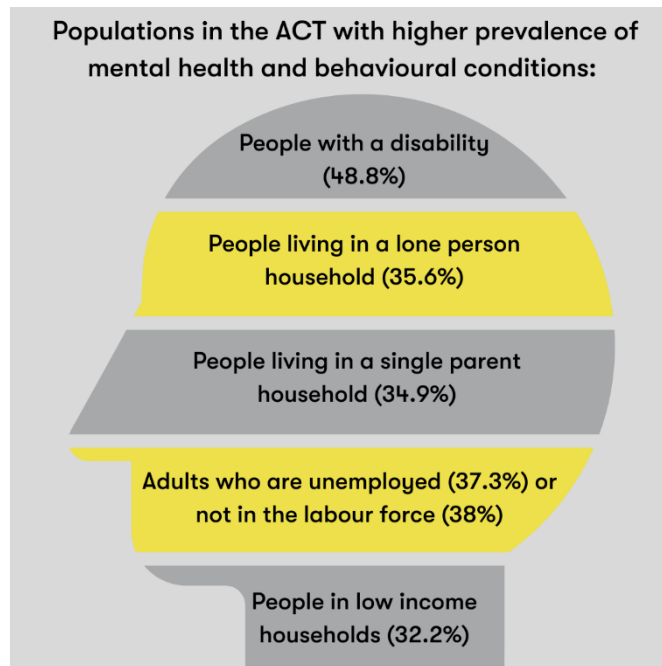 Populations in the ACT with higher prevalence of
mental health and behavioural conditions:
People with a disability
(48.8%)
People living in a lone person
household (35.6%)
People living in a single parent
household (34.9%)
Adults who are unemployed (37.3%) or
not in the labour force (38%)
People in low income
households (32.2%)